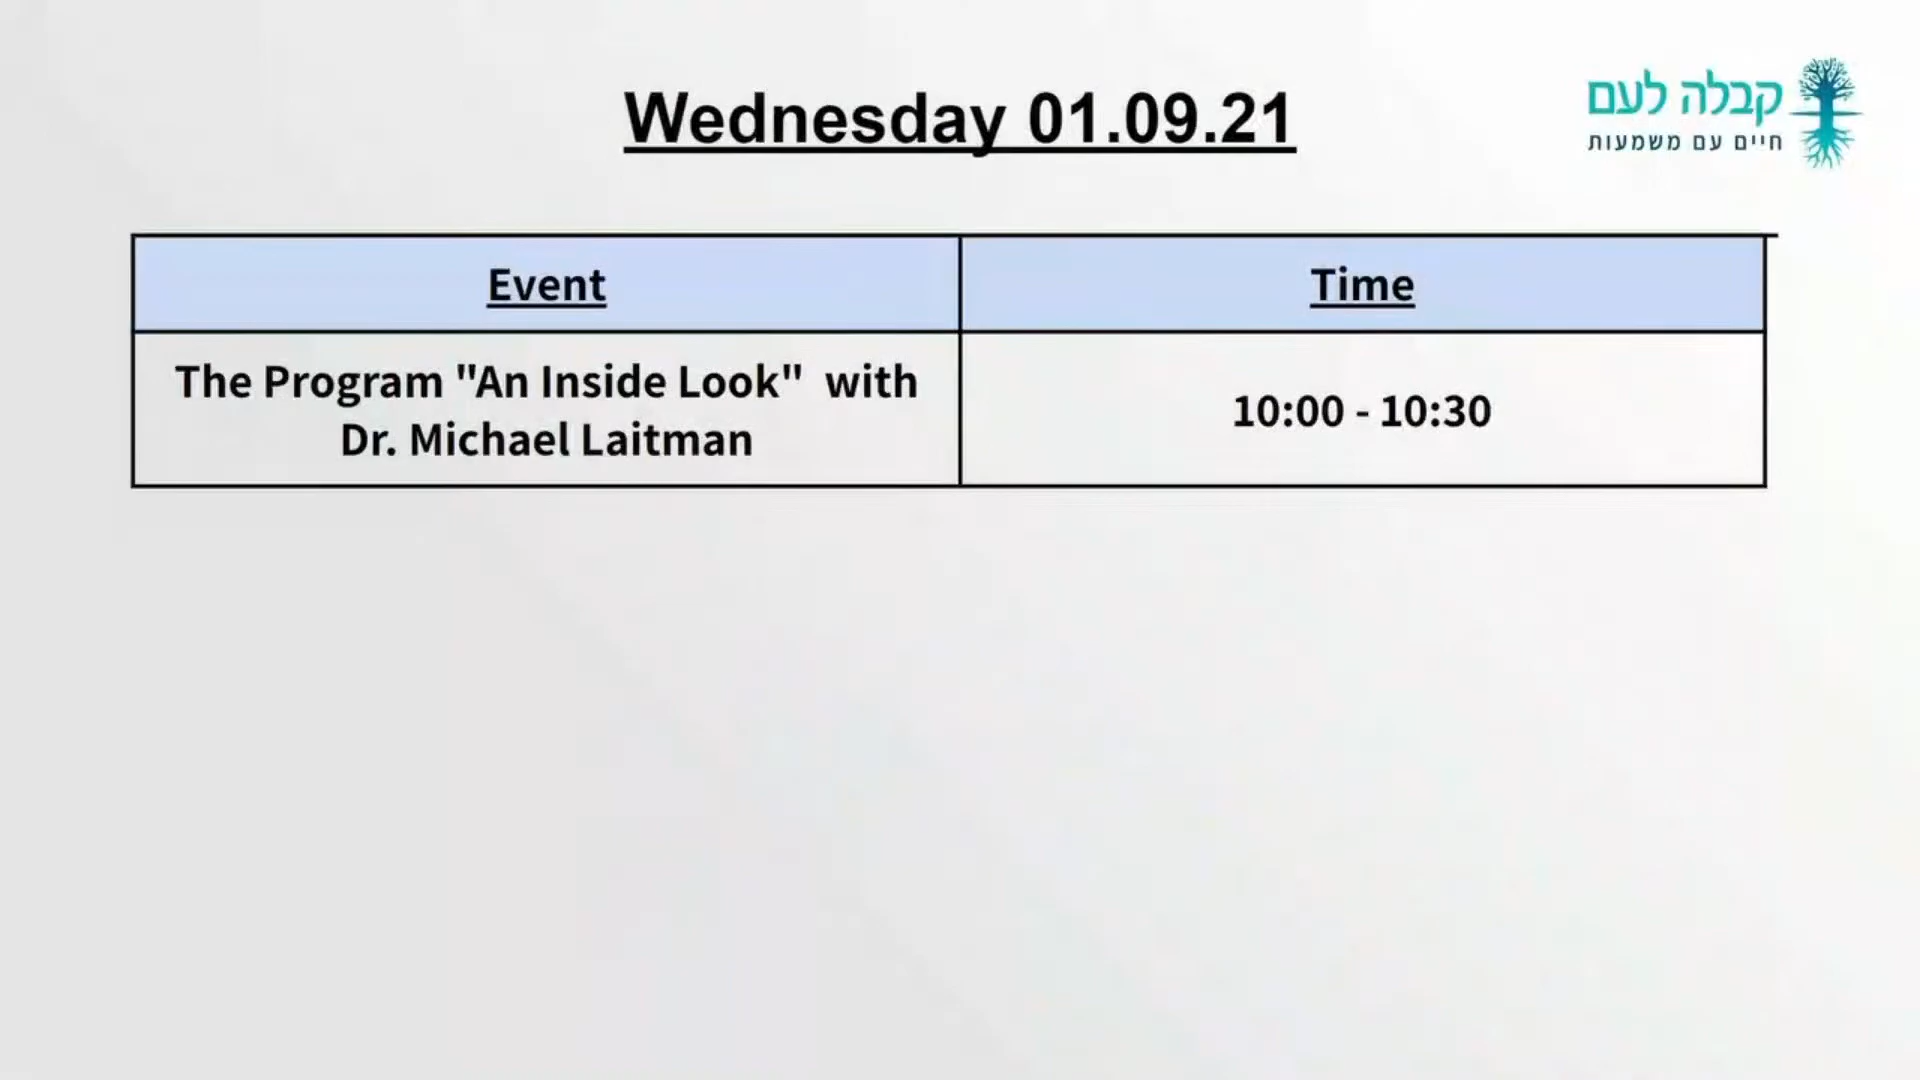 Wednesday 01.09.21
קבלה לעם
חיים עם משמעות
Event
Time
The Program "An Inside Look" with
Dr. Michael Laitman
10:00 - 10:30